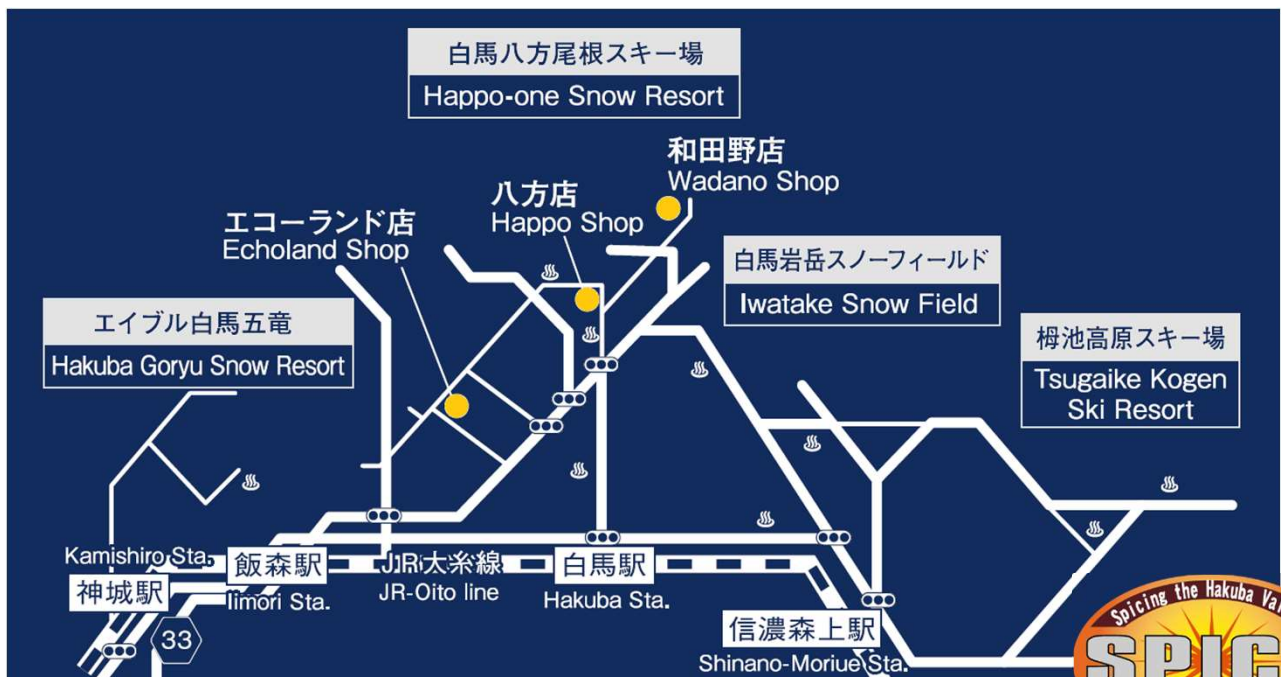 白馬八方尾根スキー場
Happo-one Snow Resort
和田野店
Wadano Shop
八方店
Happo Shop
エコーランド店
Echoland Shop
白馬岩岳スノーフィールド
Iwatake Snow Field
エイブル白馬五竜
Hakuba Goryu Snow Resort
栂池高原スキー場
Tsugaike Kogen
Ski Resort
Kamishiro Sta.
神城駅
飯森駅
Iimori Sta.
JR大糸線
JR-Oito line
白馬駅
Hakuba Sta.
信濃森上駅
Shinano-Moriue Sta.
33
Spicing the Hakuba Va
SPIC